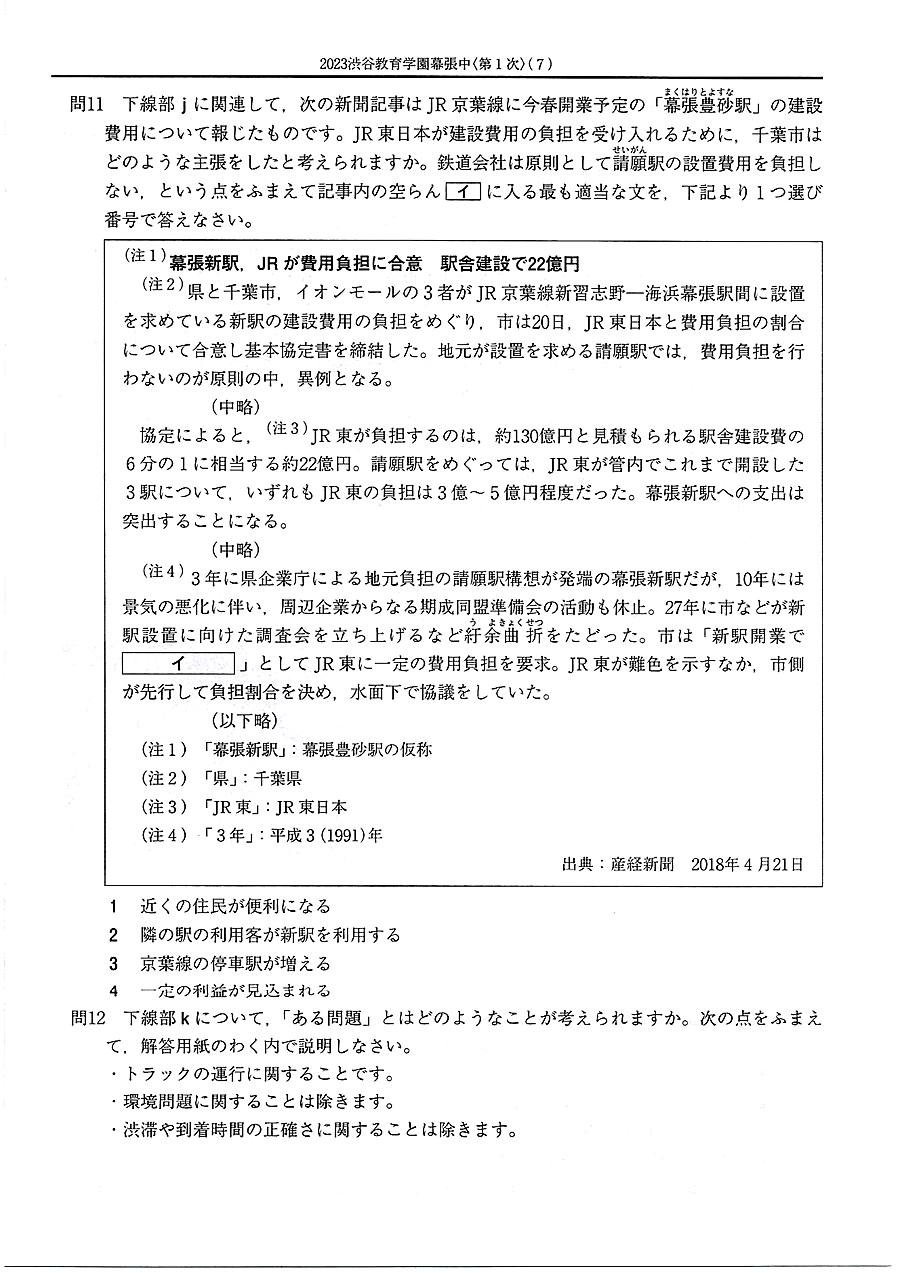 2023渋谷教育学園幕張中〈第1次〉(7)
問11 下線部jに関連して，次の新聞記事はJR京葉線に今春開業予定の「幕張豊砂駅」の建設
まくはりとよすな
費用について報じたものです。JR東日本が建設費用の負担を受け入れるために，千葉市は
どのような主張をしたと考えられますか。鉄道会社は原則として請願駅の設置費用を負担し
せいがん
ない，という点をふまえて記事内の空らん イ に入る最も適当な文を，下記より1つ選び
番号で答えなさい。
(注1)幕張新駅，JRが費用負担に合意 駅舎建設で22億円
(注2)県と千葉市，イオンモールの3者がJR京葉線新習志野―海浜幕張駅間に設置
を求めている新駅の建設費用の負担をめぐり，市は20日，JR東日本と費用負担の割合
について合意し基本協定書を締結した。地元が設置を求める請願駅では，費用負担を行
わないのが原則の中，異例となる。
(中略)
協定によると，(注3)JR東が負担するのは，約130億円と見積もられる駅舎建設費の
6分の1に相当する約22億円。請願駅をめぐっては，JR東が管内でこれまで開設した
3駅について，いずれもJR東の負担は3億～5億円程度だった。幕張新駅への支出は
突出することになる。
(中略)
(注4)3年に県企業庁による地元負担の請願駅構想が発端の幕張新駅だが，10年には
景気の悪化に伴い，周辺企業からなる期成同盟準備会の活動も休止。27年に市などが新
駅設置に向けた調査会を立ち上げるなど紆余曲折をたどった。市は「新駅開業で
う よきょくせつ
イ 」としてJR東に一定の費用負担を要求。JR東が難色を示すなか，市側
が先行して負担割合を決め，水面下で協議をしていた。
(以下略)
(注1) 「幕張新駅」：幕張豊砂駅の仮称
(注2) 「県」：千葉県
(注3) 「JR東」：JR東日本
(注4) 「3年」：平成3(1991)年
出典：産経新聞 2018年4月21日
1 近くの住民が便利になる
2 隣の駅の利用客が新駅を利用する
3 京葉線の停車駅が増える
4 一定の利益が見込まれる
問12 下線部kについて，「ある問題」とはどのようなことが考えられますか。次の点をふまえ
て，解答用紙のわく内で説明しなさい。
・トラックの運行に関することです。
・環境問題に関することは除きます。
・渋滞や到着時間の正確さに関することは除きます。